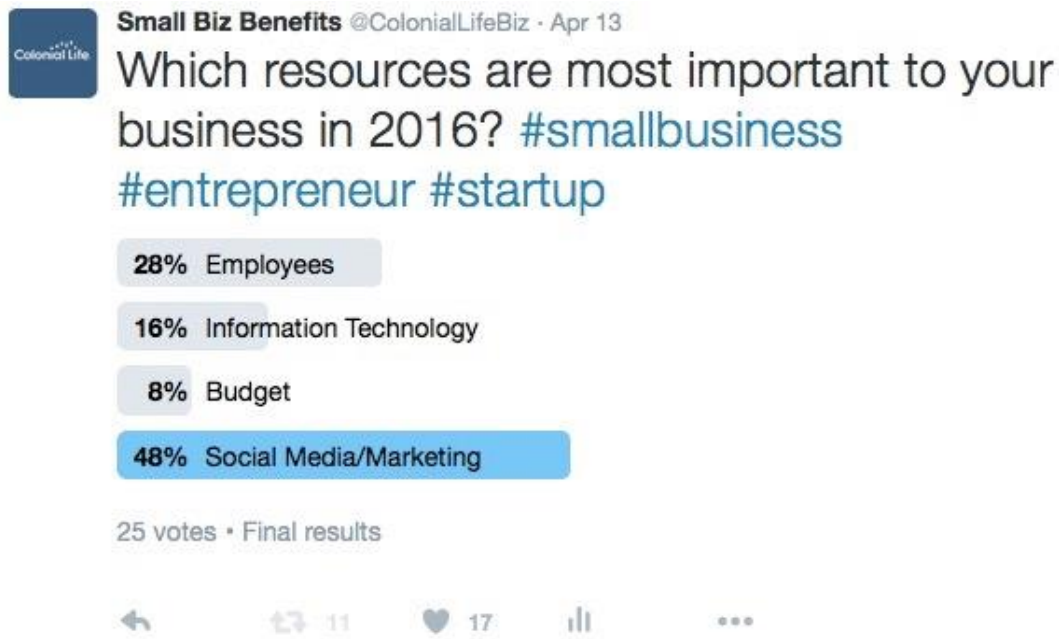 Colonial Life
Small Biz Benefits @ColonialLifeBiz · Apr 13
Which resources are most important to your
business in 2016? #smallbusiness
#entrepreneur #startup
28% Employees
16% Information Technology
8% Budget
48% Social Media/Marketing
25 votes • Final results
11 17